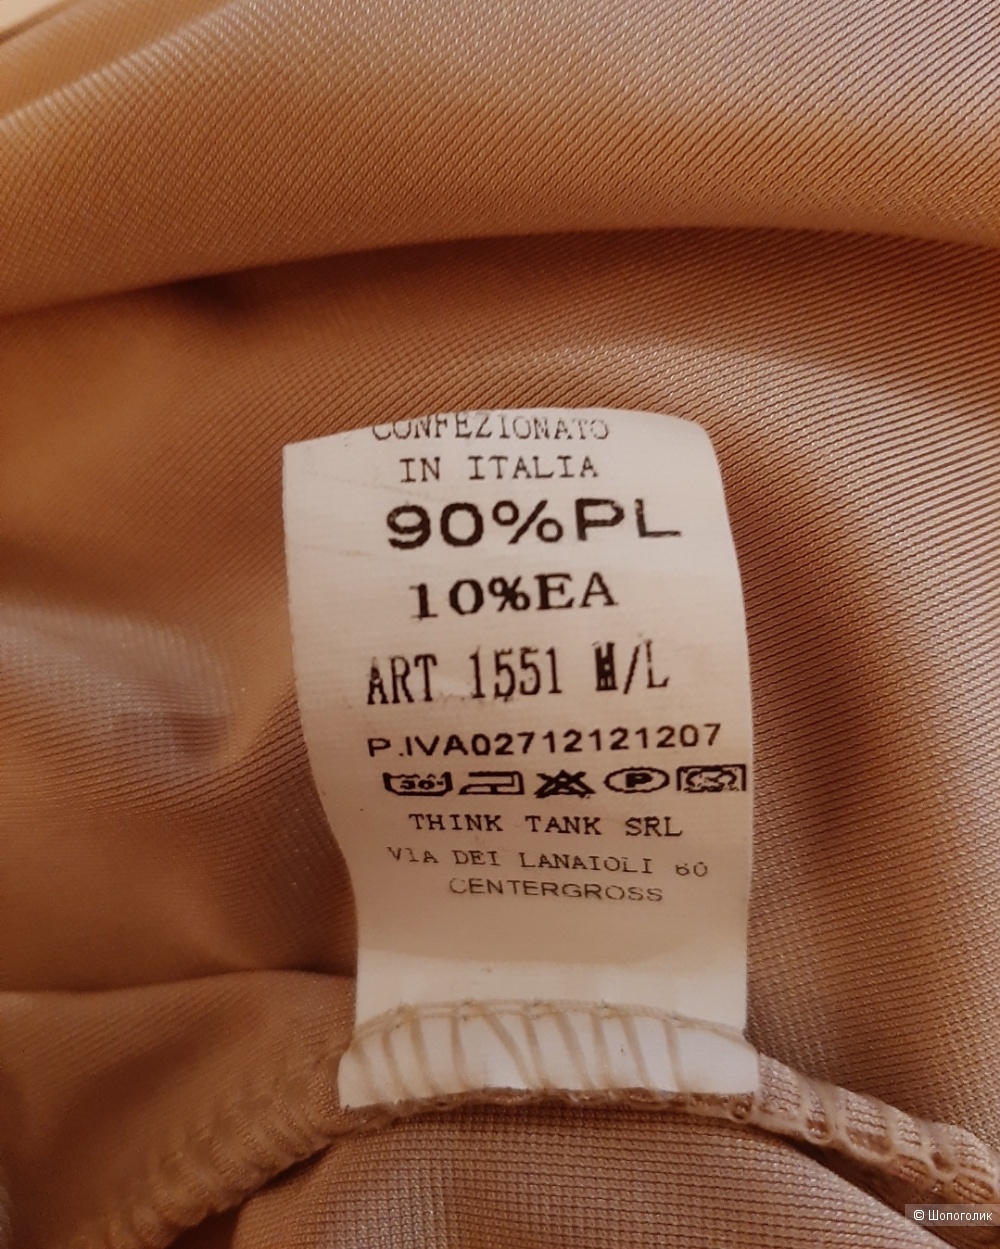 CONFEZIONATO
IN ITALIA
90%PL
10%EA
ART 1551 M/L
P.IVA02712121207
30°
P
THINK TANK SRL
VIA DEI LANAIOLI 60
CENTERGROSS
© Шопоголик